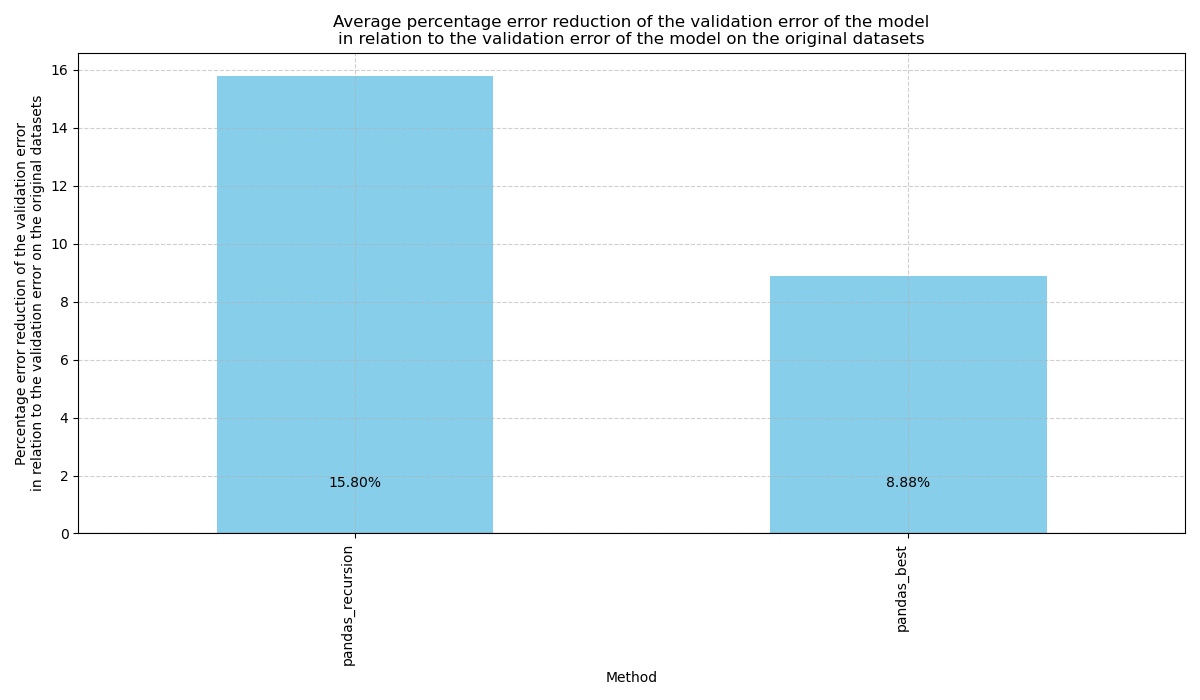 Average percentage error reduction of the validation error of the model
in relation to the validation error of the model on the original datasets
Percentage error reduction of the validation error
in relation to the validation error on the original datasets
16
14
12
10
8
6
4
2
0
15.80%
8.88%
pandas_recursion
pandas_best
Method